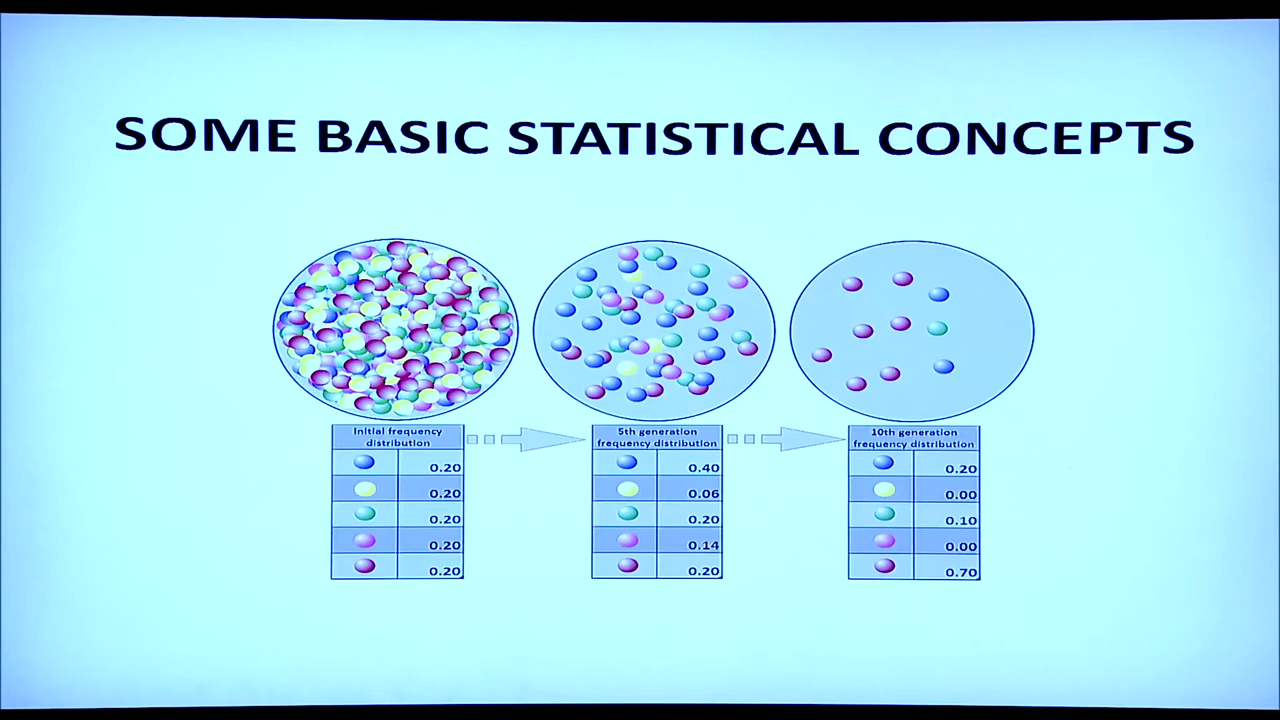 SOME BASIC STATISTICAL CONCEPTS
Initial frequency
distribution
0.20
0.20
0.20
0.20
0.20
5th generation
frequency distribution
0.40
0.06
0.20
0.14
0.20
10th generation
frequency distribution
0.20
0.00
0.10
0.00
0.70